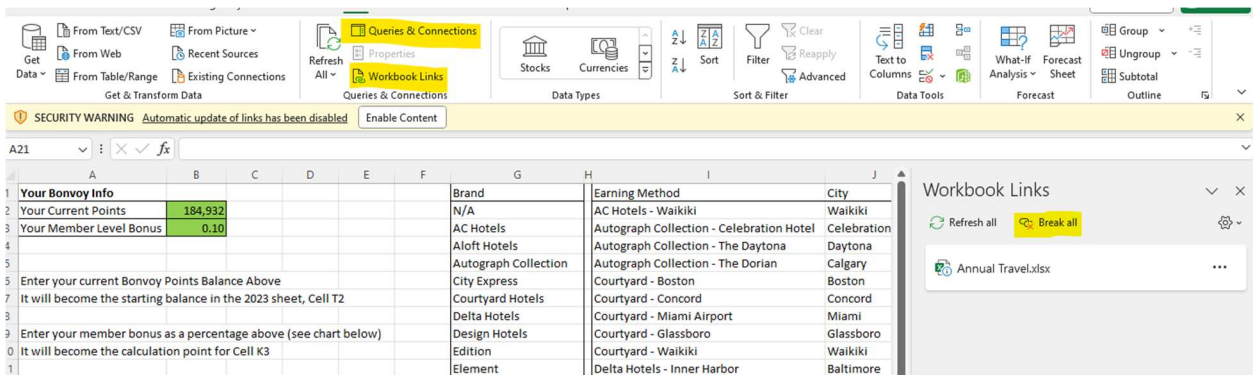 From Text/CSV From Picture Queries & Connections Clear Group
From Web Recent Sources Properties Reapply Ungroup
Get Data From Table/Range Existing Connections Refresh All Workbook Links Stocks Currencies Sort Filter Advanced Text to Columns What-If Analysis Forecast Sheet Subtotal
Get & Transform Data Queries & Connections Data Types Sort & Filter Data Tools Forecast Outline
SECURITY WARNING Automatic update of links has been disabled Enable Content
A21 fx
A B C D E F G H I J
1 Your Bonvoy Info Brand Earning Method City
2 Your Current Points 184,932 N/A AC Hotels - Waikiki Waikiki
3 Your Member Level Bonus 0.10 AC Hotels Autograph Collection - Celebration Hotel Celebration
4 Aloft Hotels Autograph Collection - The Daytona Daytona
5 Autograph Collection Autograph Collection - The Dorian Calgary
6 Enter your current Bonvoy Points Balance Above City Express Courtyard - Boston Boston
7 It will become the starting balance in the 2023 sheet, Cell T2 Courtyard Hotels Courtyard - Concord Concord
8 Delta Hotels Courtyard - Miami Airport Miami
9 Enter your member bonus as a percentage above (see chart below) Design Hotels Courtyard - Glassboro Glassboro
0 It will become the calculation point for Cell K3 Edition Courtyard - Waikiki Waikiki
1 Element Delta Hotels - Inner Harbor Baltimore
Workbook Links
Refresh all Break all
Annual Travel.xlsx